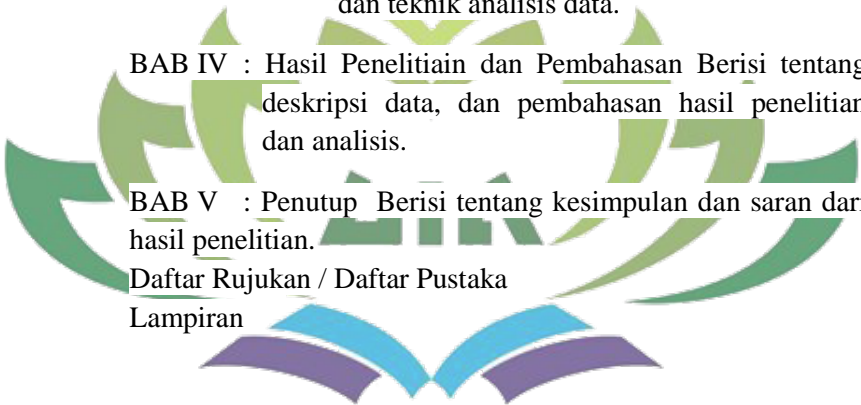 dan teknik analisis data.
BAB IV : Hasil Penelitiain dan Pembahasan Berisi tentang
deskripsi data, dan pembahasan hasil penelitian
dan analisis.
BAB V : Penutup Berisi tentang kesimpulan dan saran dari
hasil penelitian.
Daftar Rujukan / Daftar Pustaka
Lampiran